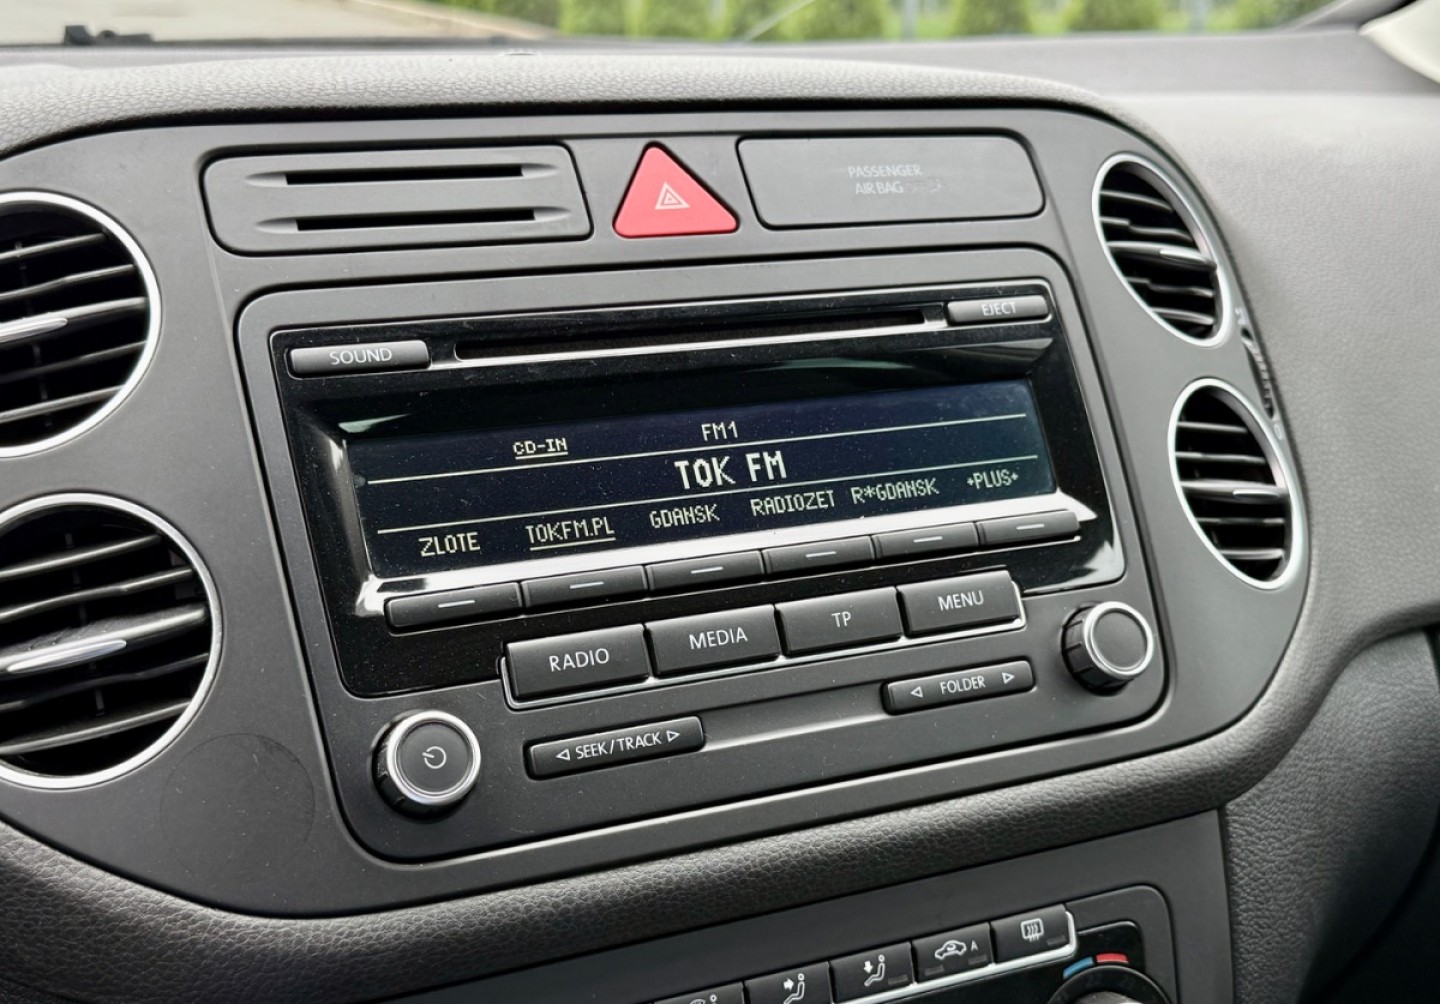 PASSENGER
AIR BAG
SOUND
EJECT
CD-IN
FM1
TOK FM
ZLOTE
TOKFM.PL
GDANSK
RADIOZET
R*GDANSK
+PLUS+
RADIO
MEDIA
TP
MENU
FOLDER
SEEK/TRACK
A